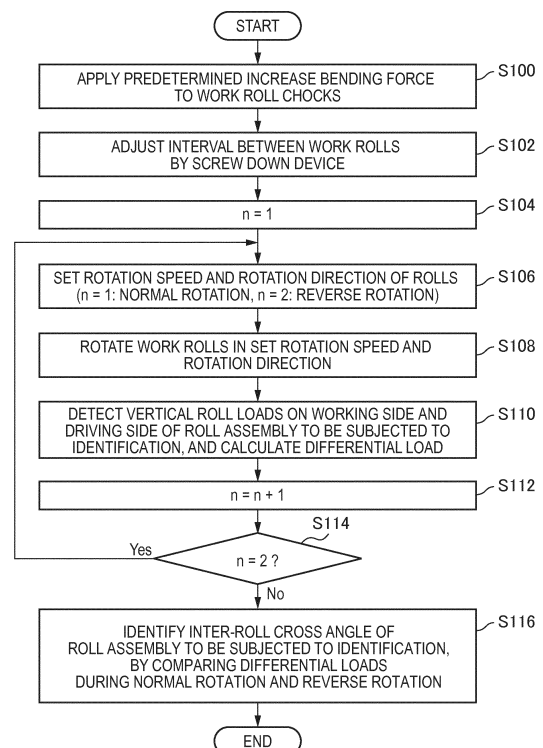 START
APPLY PREDETERMINED INCREASE BENDING FORCE
TO WORK ROLL CHOCKS
S100
ADJUST INTERVAL BETWEEN WORK ROLLS
BY SCREW DOWN DEVICE
S102
n = 1
S104
SET ROTATION SPEED AND ROTATION DIRECTION OF ROLLS
(n = 1: NORMAL ROTATION, n = 2: REVERSE ROTATION)
S106
ROTATE WORK ROLLS IN SET ROTATION SPEED AND
ROTATION DIRECTION
S108
DETECT VERTICAL ROLL LOADS ON WORKING SIDE AND
DRIVING SIDE OF ROLL ASSEMBLY TO BE SUBJECTED TO
IDENTIFICATION, AND CALCULATE DIFFERENTIAL LOAD
S110
n = n + 1
S112
S114
Yes
n = 2 ?
No
IDENTIFY INTER-ROLL CROSS ANGLE OF
ROLL ASSEMBLY TO BE SUBJECTED TO IDENTIFICATION,
BY COMPARING DIFFERENTIAL LOADS
DURING NORMAL ROTATION AND REVERSE ROTATION
S116
END